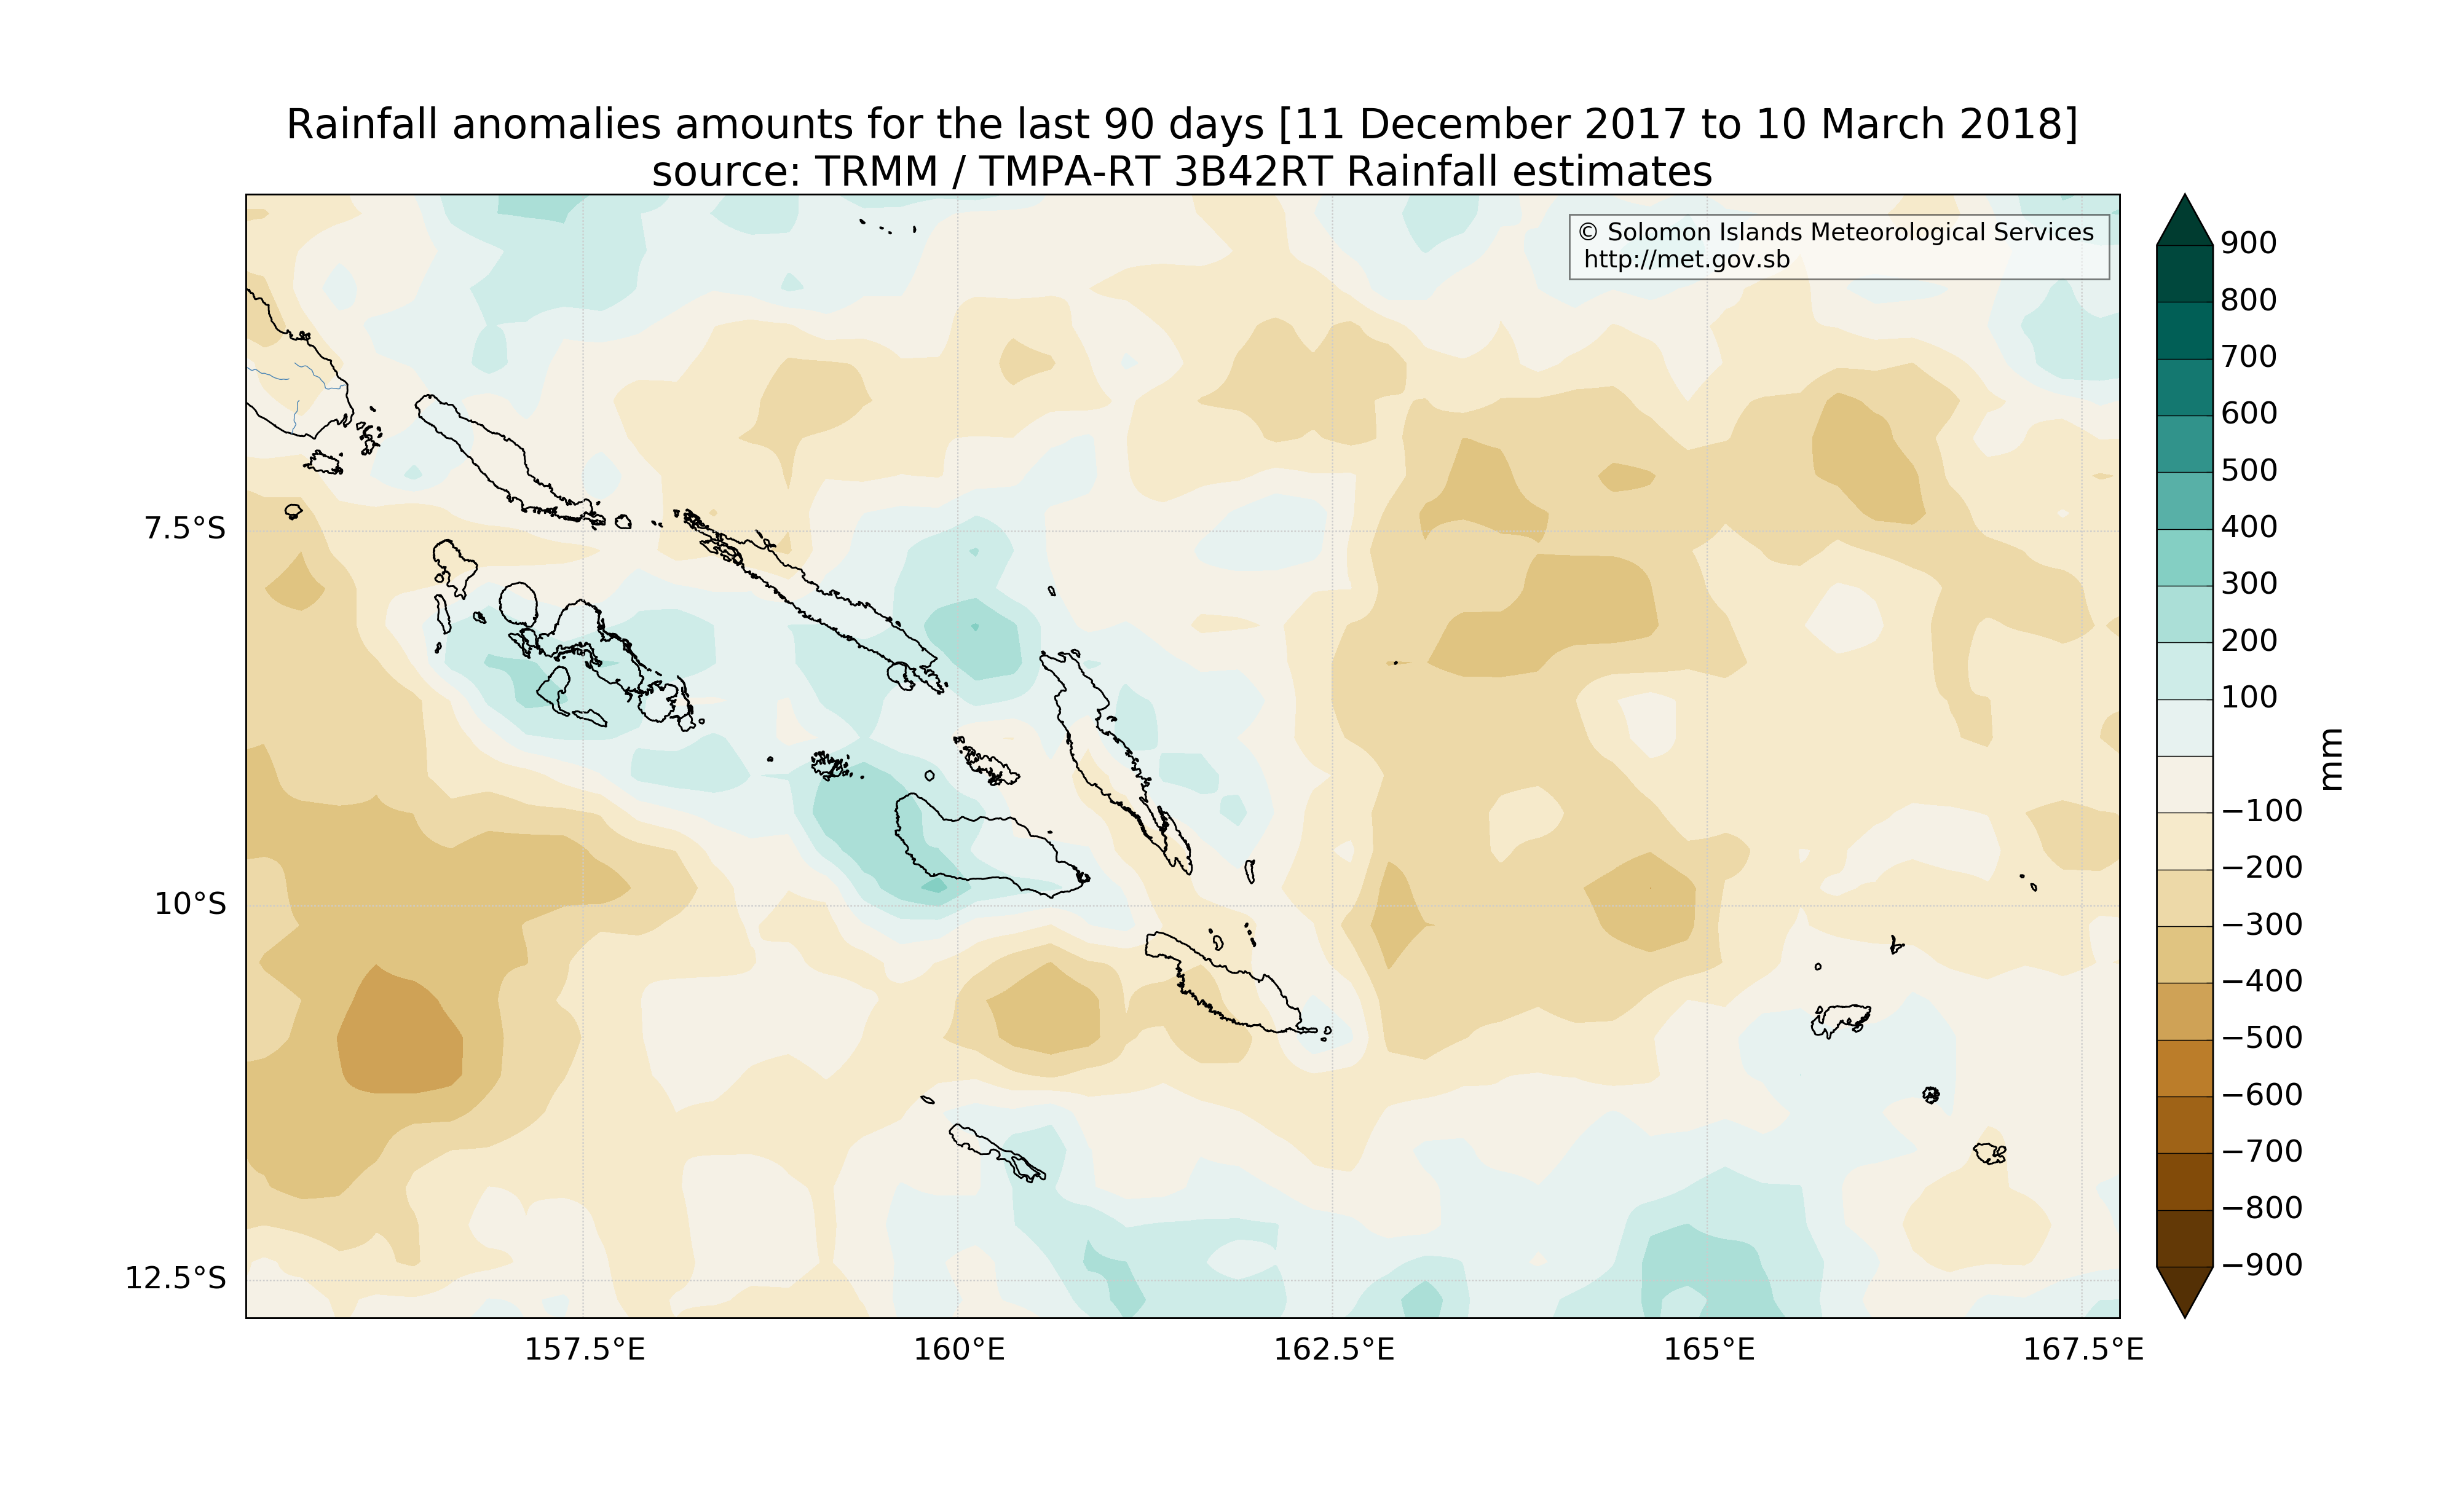 Rainfall anomalies amounts for the last 90 days [11 December 2017 to 10 March 2018]
source: TRMM / TMPA-RT 3B42RT Rainfall estimates
© Solomon Islands Meteorological Services
http://met.gov.sb
7.5°S
10°S
12.5°S
157.5°E
160°E
162.5°E
165°E
167.5°E
900
800
700
600
500
400
300
200
100
−100
−200
−300
−400
−500
−600
−700
−800
−900
mm